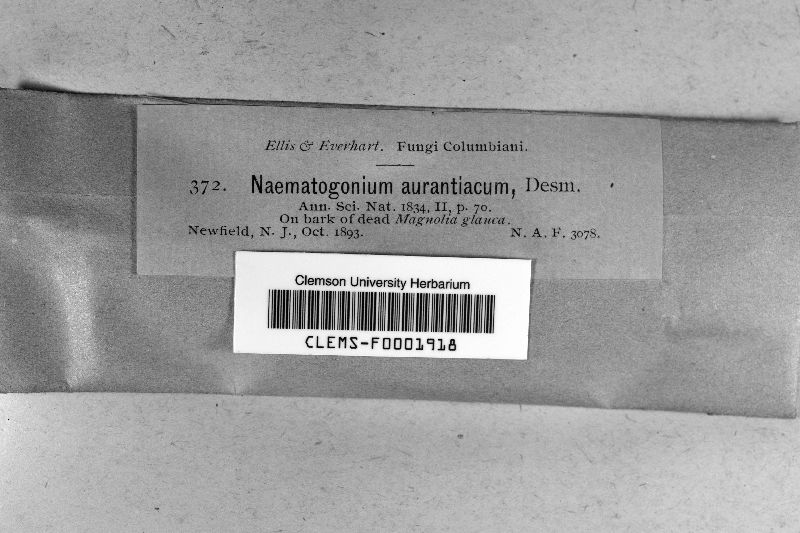 Ellis & Everhart. Fungi Columbiani.
372. Naematogonium aurantiacum, Desm.
Ann. Sci. Nat. 1834, II, p. 70.
On bark of dead Magnolia glauca.
Newfield, N. J., Oct. 1893. N. A. F. 3078.
Clemson University Herbarium
CLEMS-F0001918